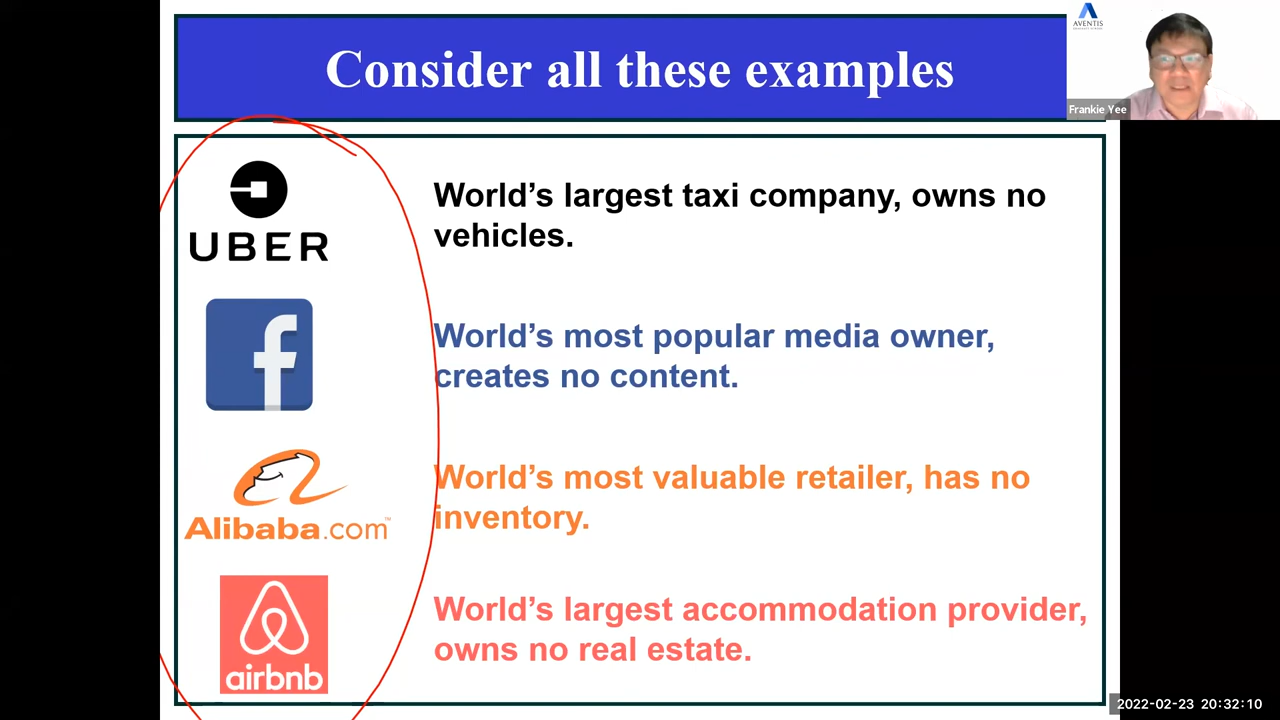 Consider all these examples
AVENTIS
Frankie Yee
UBER
World's largest taxi company, owns no
vehicles.
f
World's most popular media owner,
creates no content.
Alibaba.com™
World's most valuable retailer, has no
inventory.
airbnb
World's largest accommodation provider,
owns no real estate.
2022-02-23 20:32:10